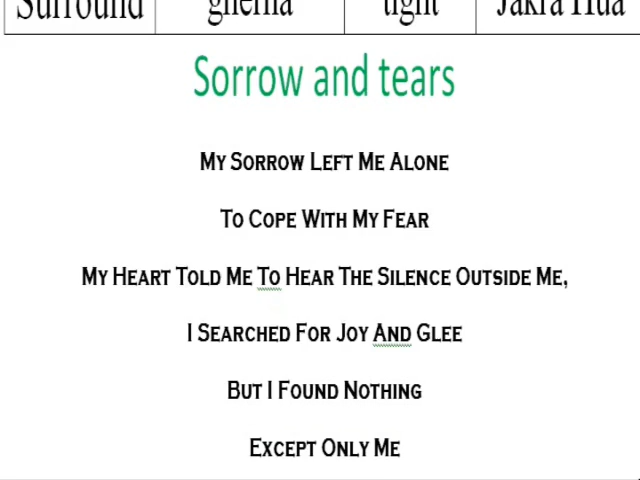 Surround gherna tight Jakra Hua
Sorrow and tears
My Sorrow Left Me Alone
To Cope With My Fear
My Heart Told Me To Hear The Silence Outside Me,
I Searched For Joy And Glee
But I Found Nothing
Except Only Me